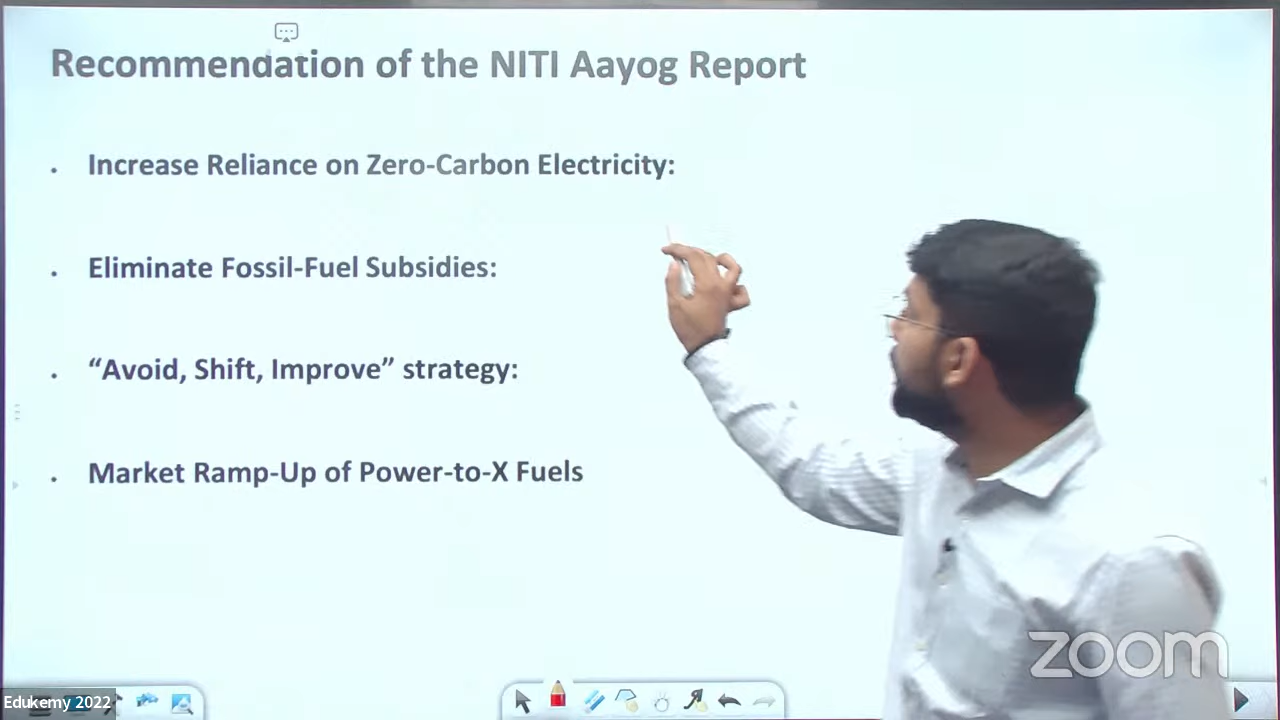 Recommendation of the NITI Aayog Report
. Increase Reliance on Zero-Carbon Electricity:
. Eliminate Fossil-Fuel Subsidies:
. “Avoid, Shift, Improve” strategy:
. Market Ramp-Up of Power-to-X Fuels
zoom
Edukemy 2022